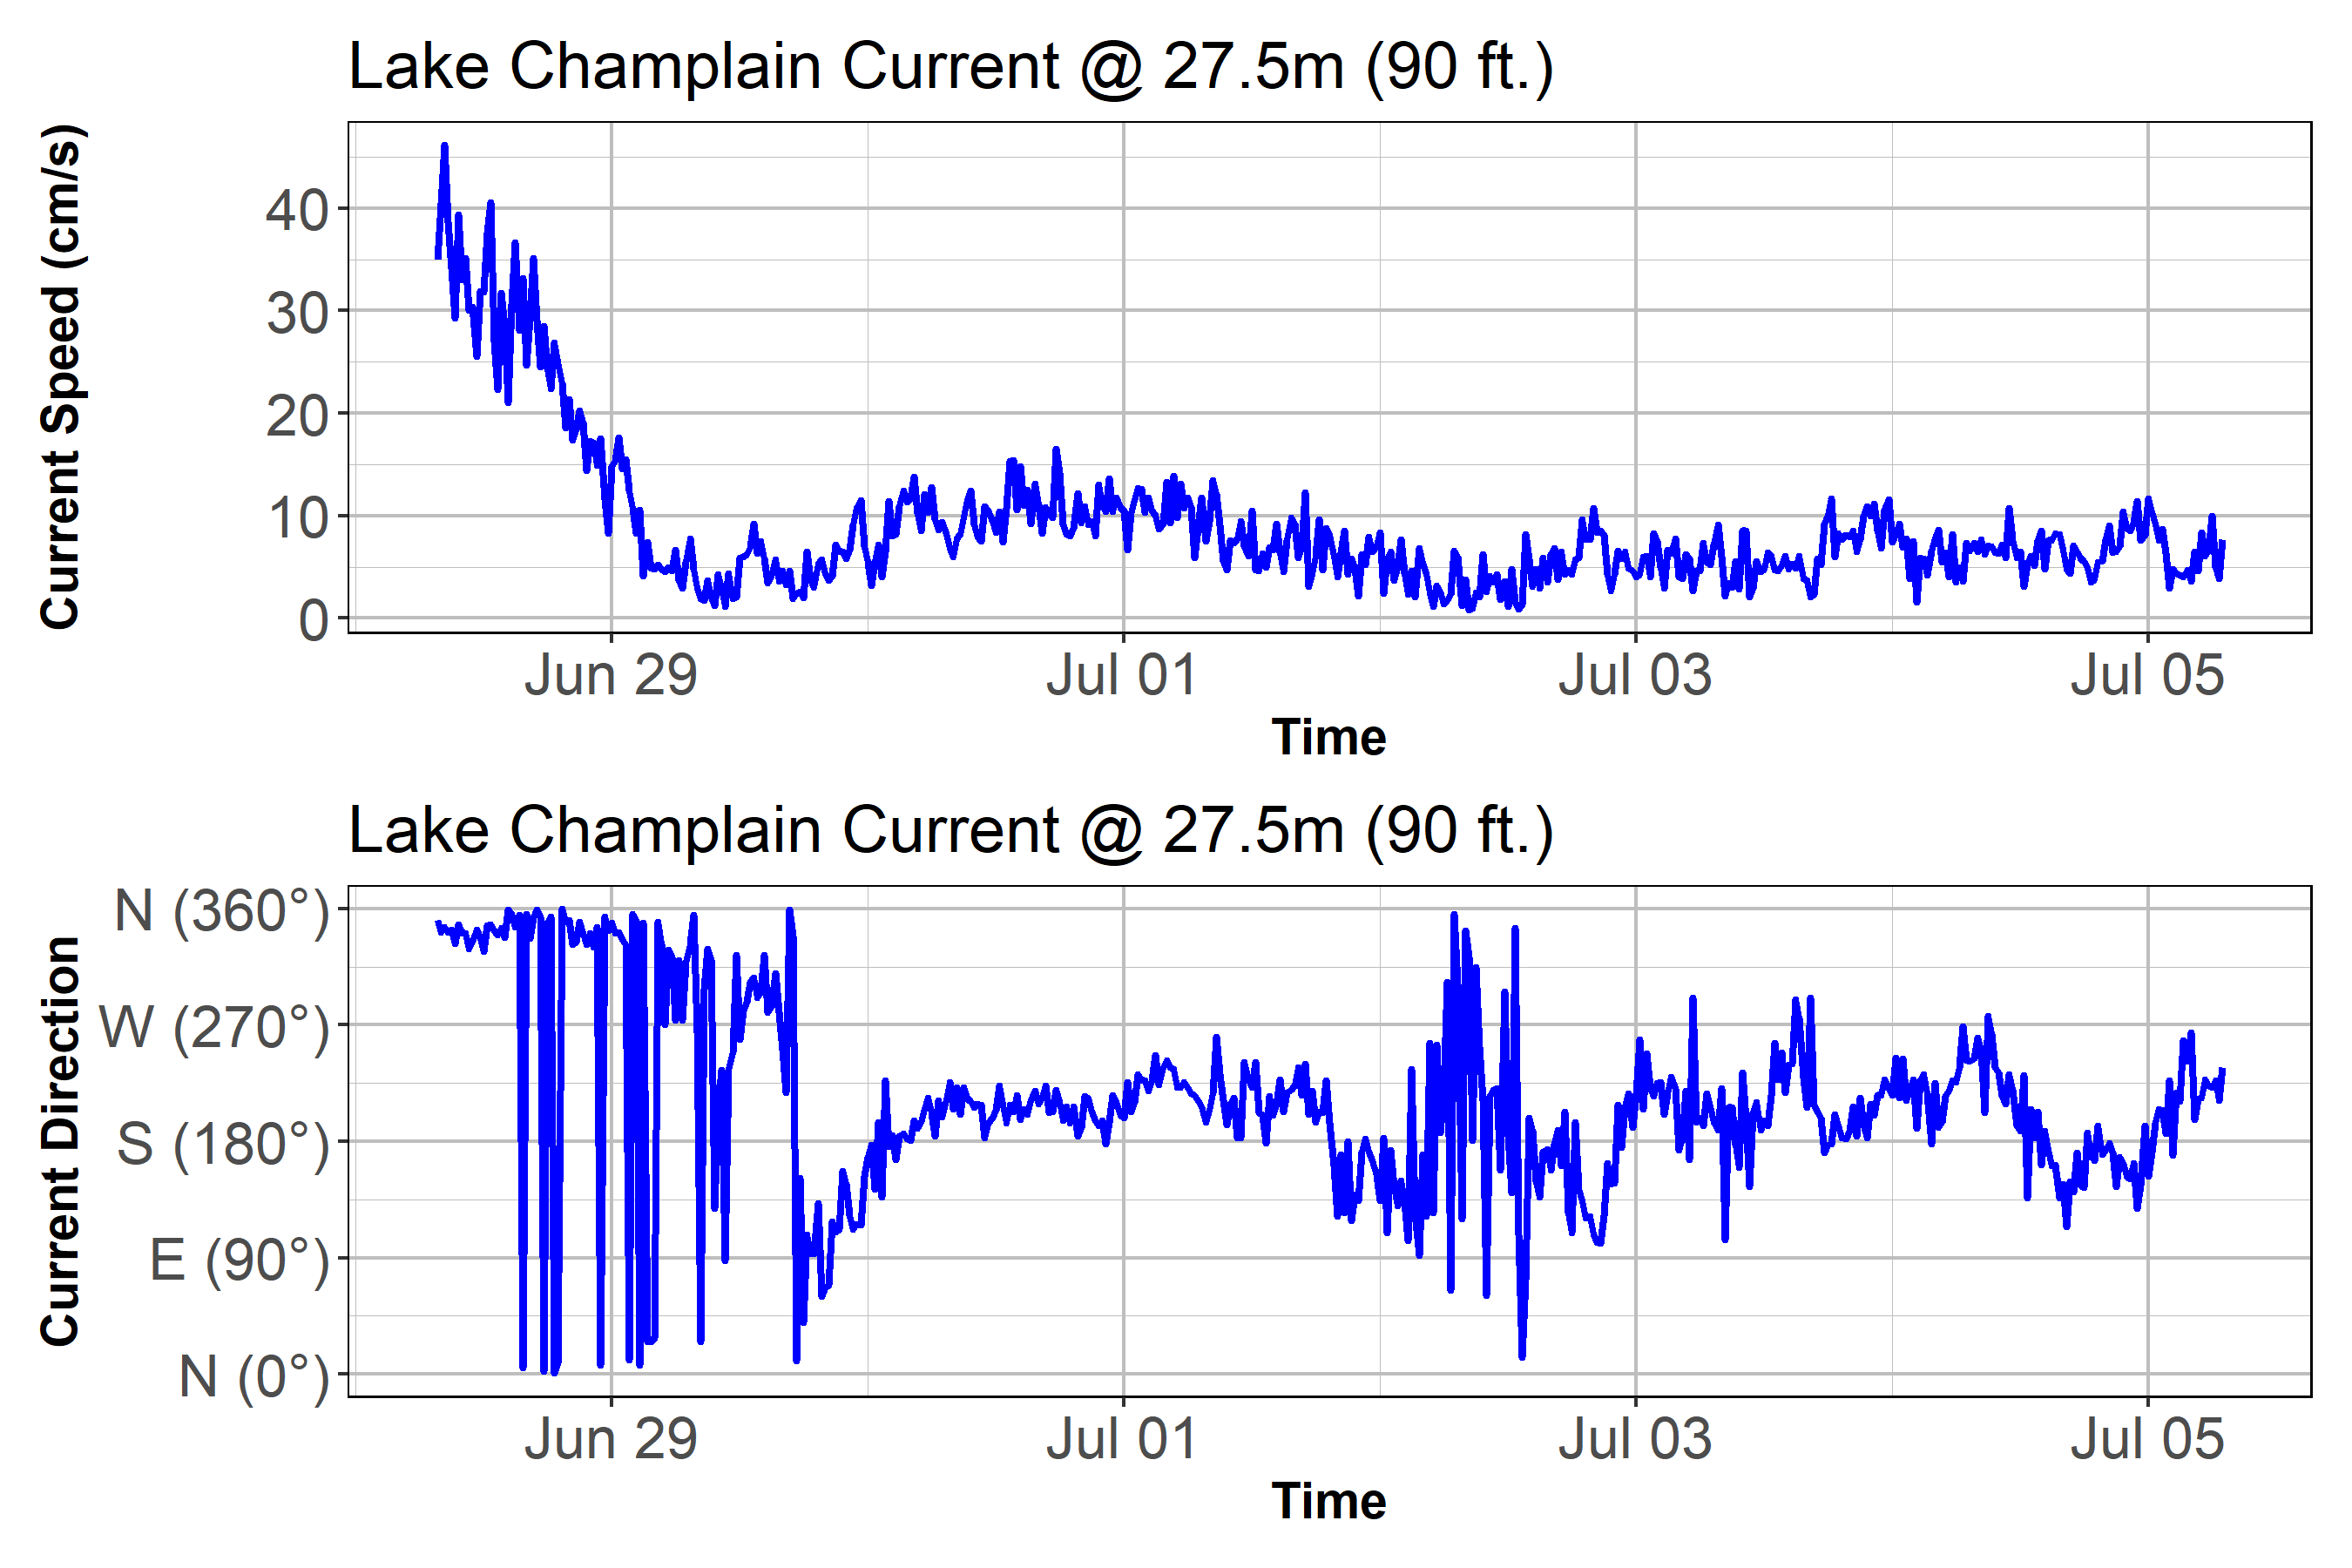 Lake Champlain Current @ 27.5m (90 ft.)
Current Speed (cm/s)
40
30
20
10
0
Jun 29
Jul 01
Jul 03
Jul 05
Time
Lake Champlain Current @ 27.5m (90 ft.)
Current Direction
N (360°)
W (270°)
S (180°)
E (90°)
N (0°)
Jun 29
Jul 01
Jul 03
Jul 05
Time